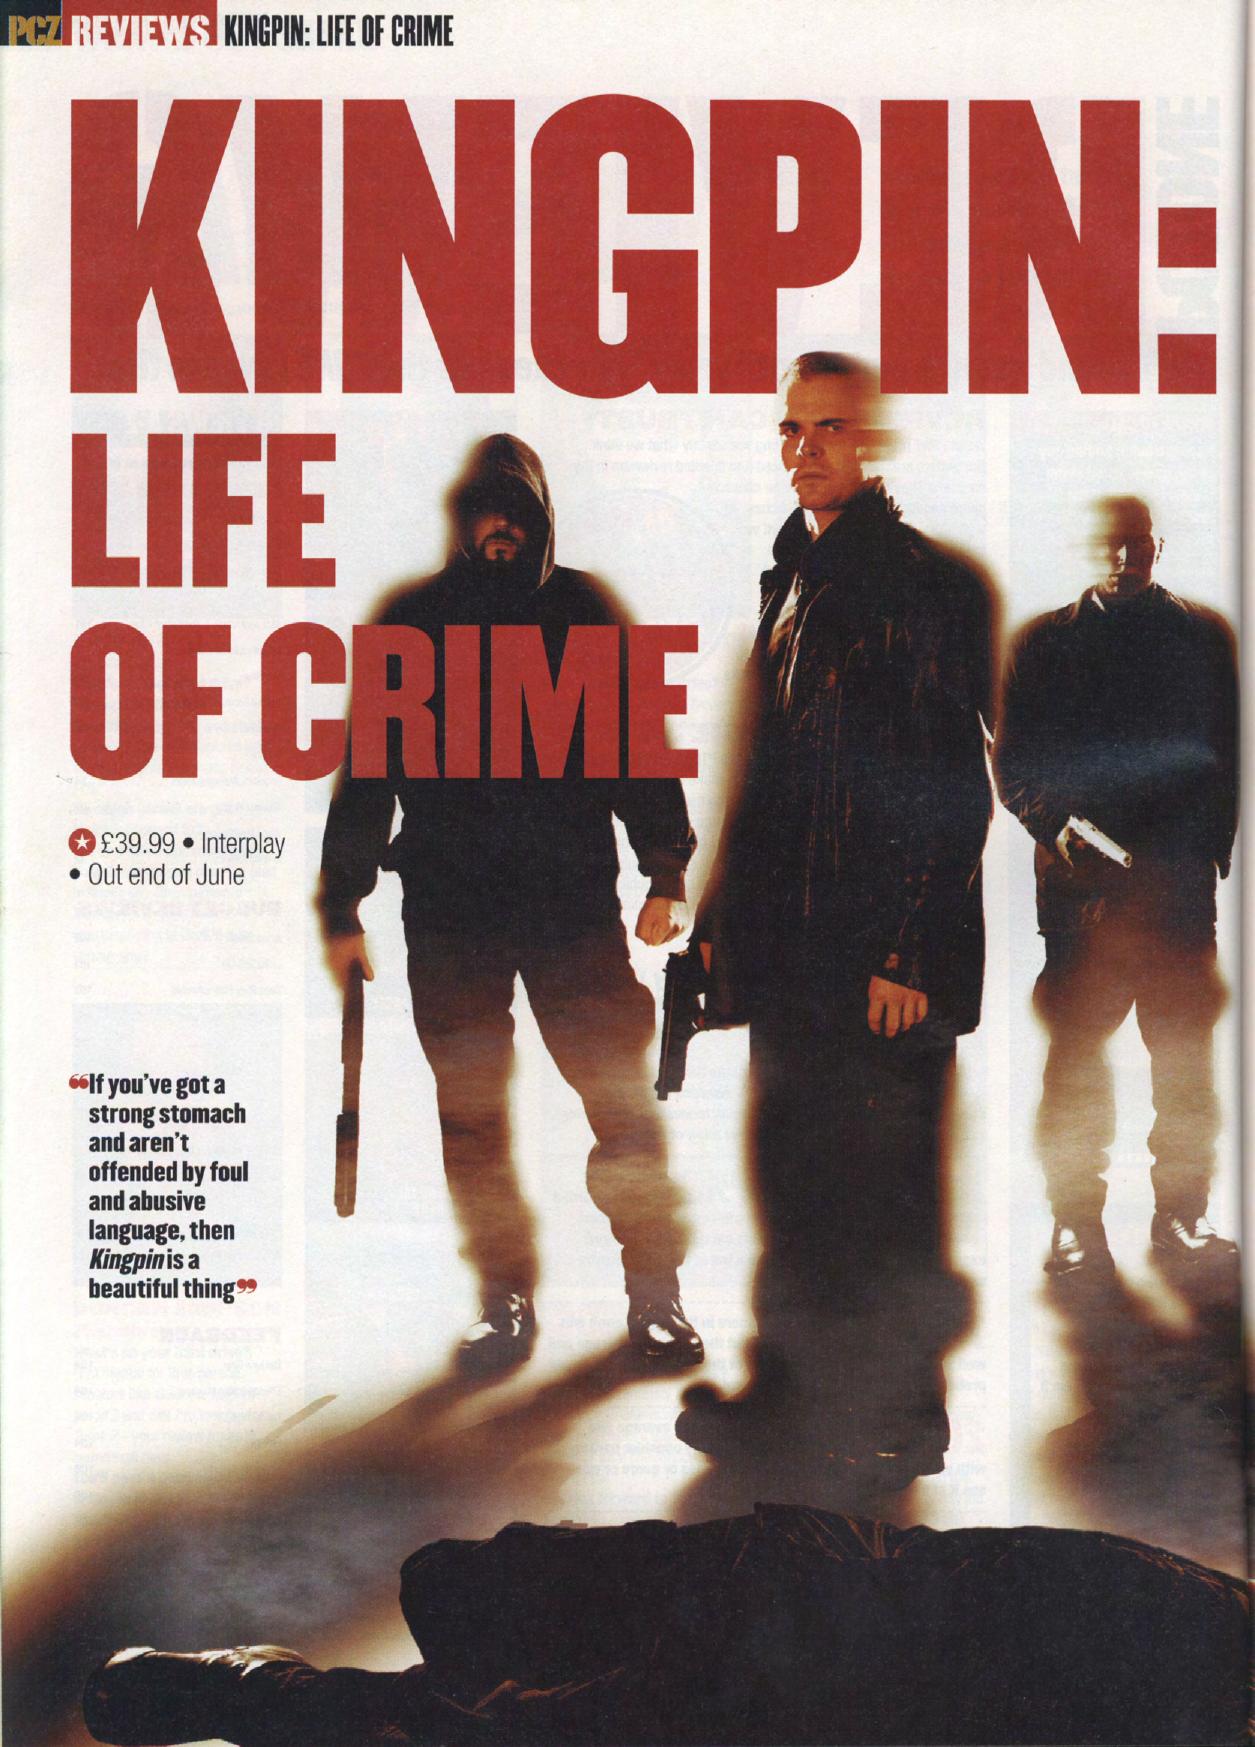 PCZ REVIEWS KINGPIN: LIFE OF CRIME
KINGPIN:
LIFE
OF CRIME
£39.99 • Interplay
• Out end of June
“If you've got a
strong stomach
and aren't
offended by foul
and abusive
language, then
Kingpin is a
beautiful thing”